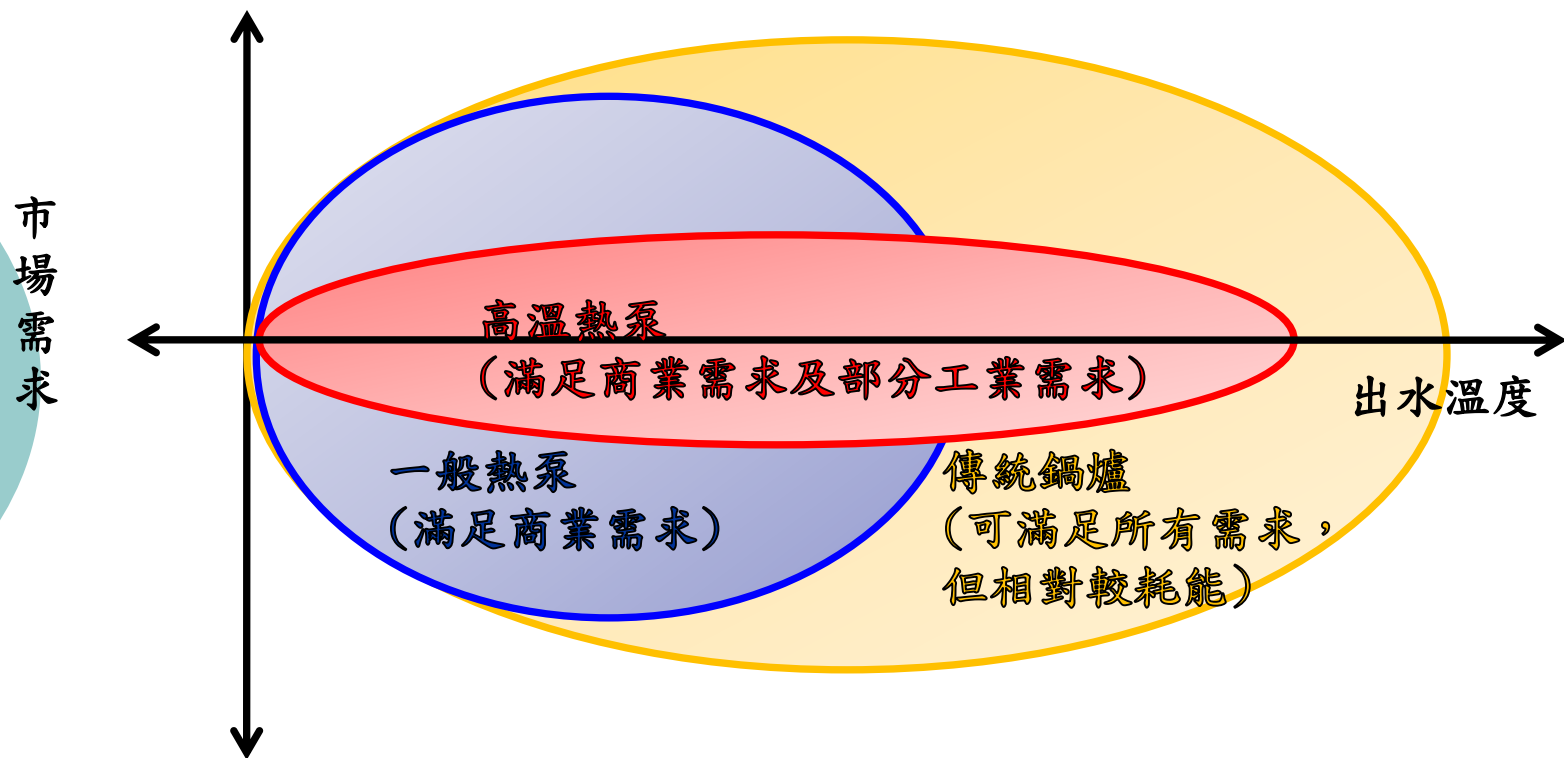 市場需求
高溫熱泵
(滿足商業需求及部分工業需求)
出水溫度
一般熱泵
(滿足商業需求)
傳統鍋爐
(可滿足所有需求，
但相對較耗能)